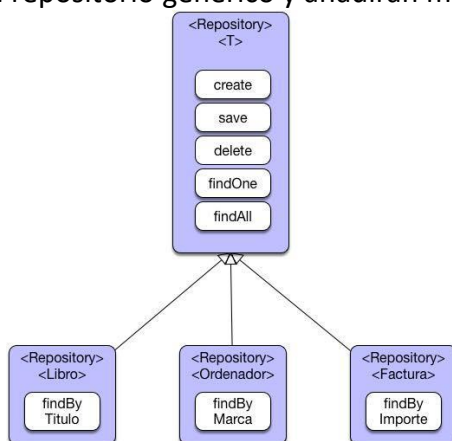 repositorio genérico y añadirán
<Repository>
<T>
create
save
delete
findOne
findAll
<Repository>
<Libro>
findBy
Titulo
<Repository>
<Ordenador>
findBy
Marca
<Repository>
<Factura>
findBy
Importe